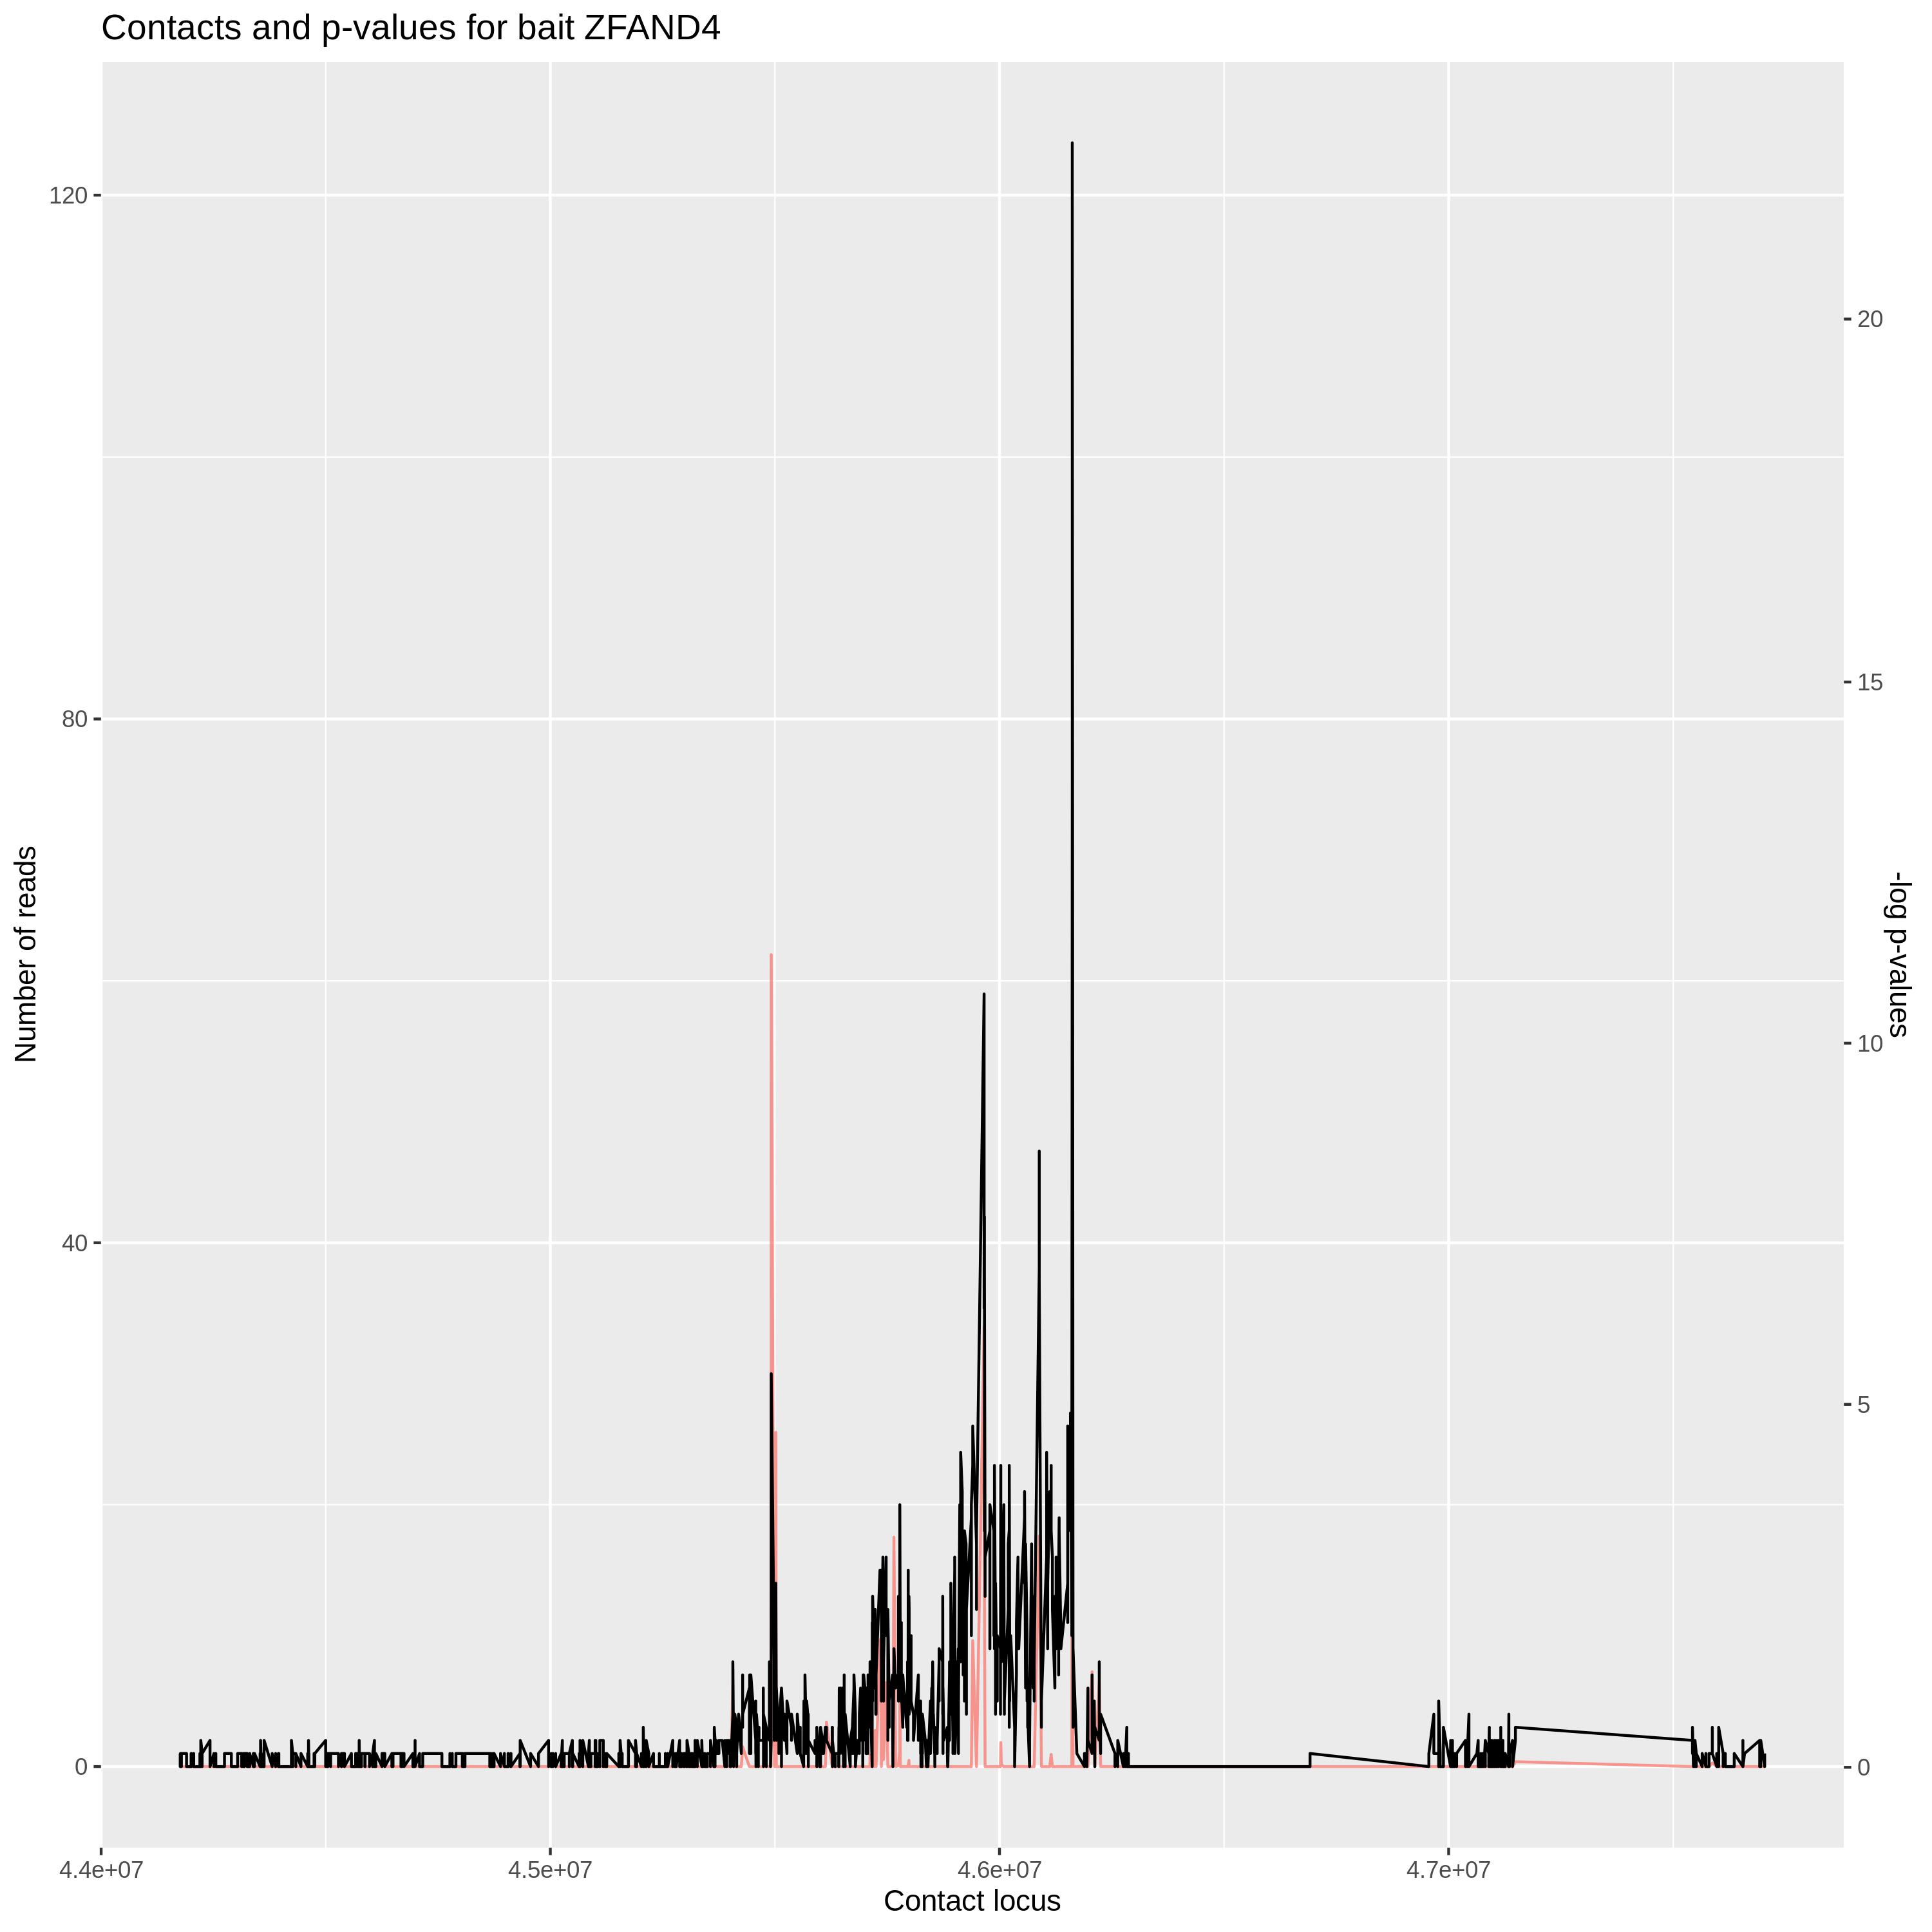 Contacts and p-values for bait ZFAND4
120
80
40
0
Number of reads
20
15
10
5
0
-log p-values
4.4e+07
4.5e+07
4.6e+07
4.7e+07
Contact locus